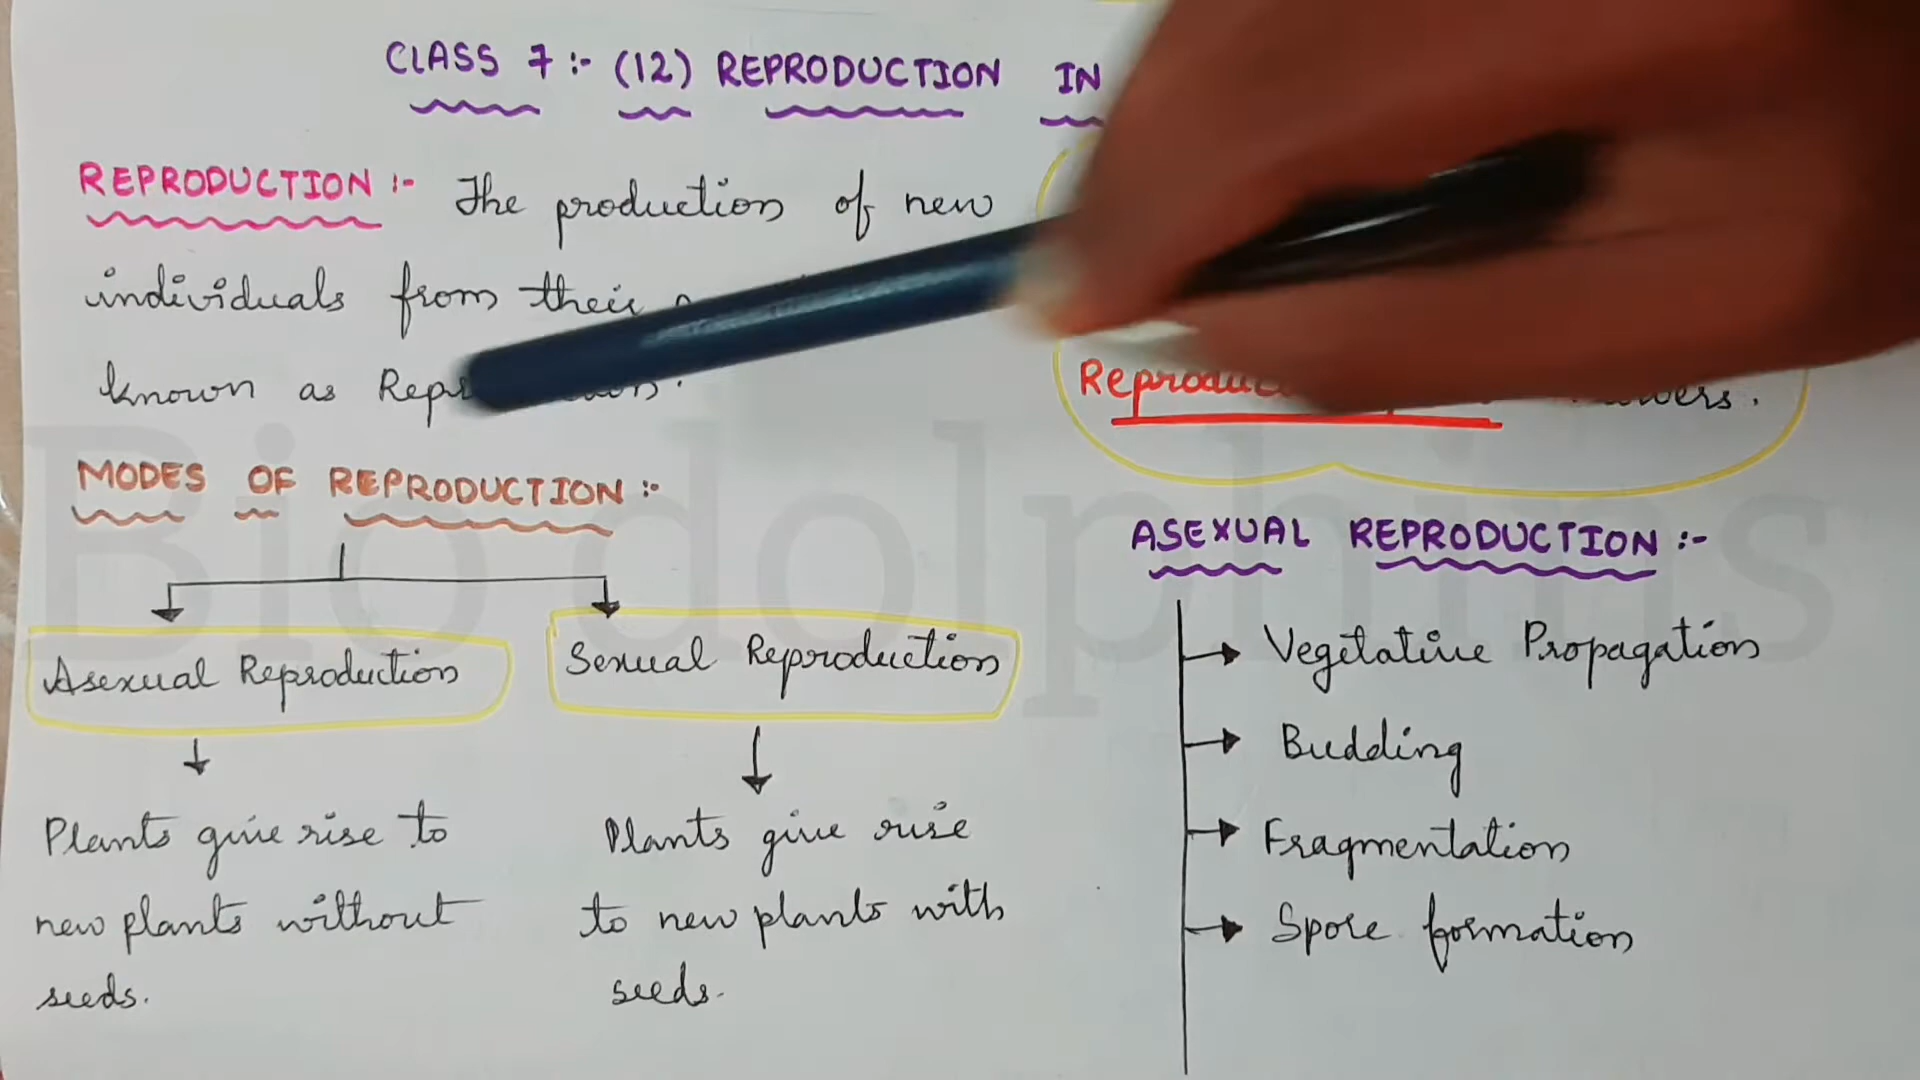 CLASS 7 :- (12) REPRODUCTION IN
REPRODUCTION :- The production of new
individuals from their
known as
MODES OF REPRODUCTION :-
Asexual Reproduction
Plants give rise to
new plants without
seeds.
Sexual Reproduction
Plants give rise
to new plants with
seeds.
ASEXUAL REPRODUCTION :-
Vegetative Propagation
Budding
Fragmentation
Spore formation
Bio dolphins